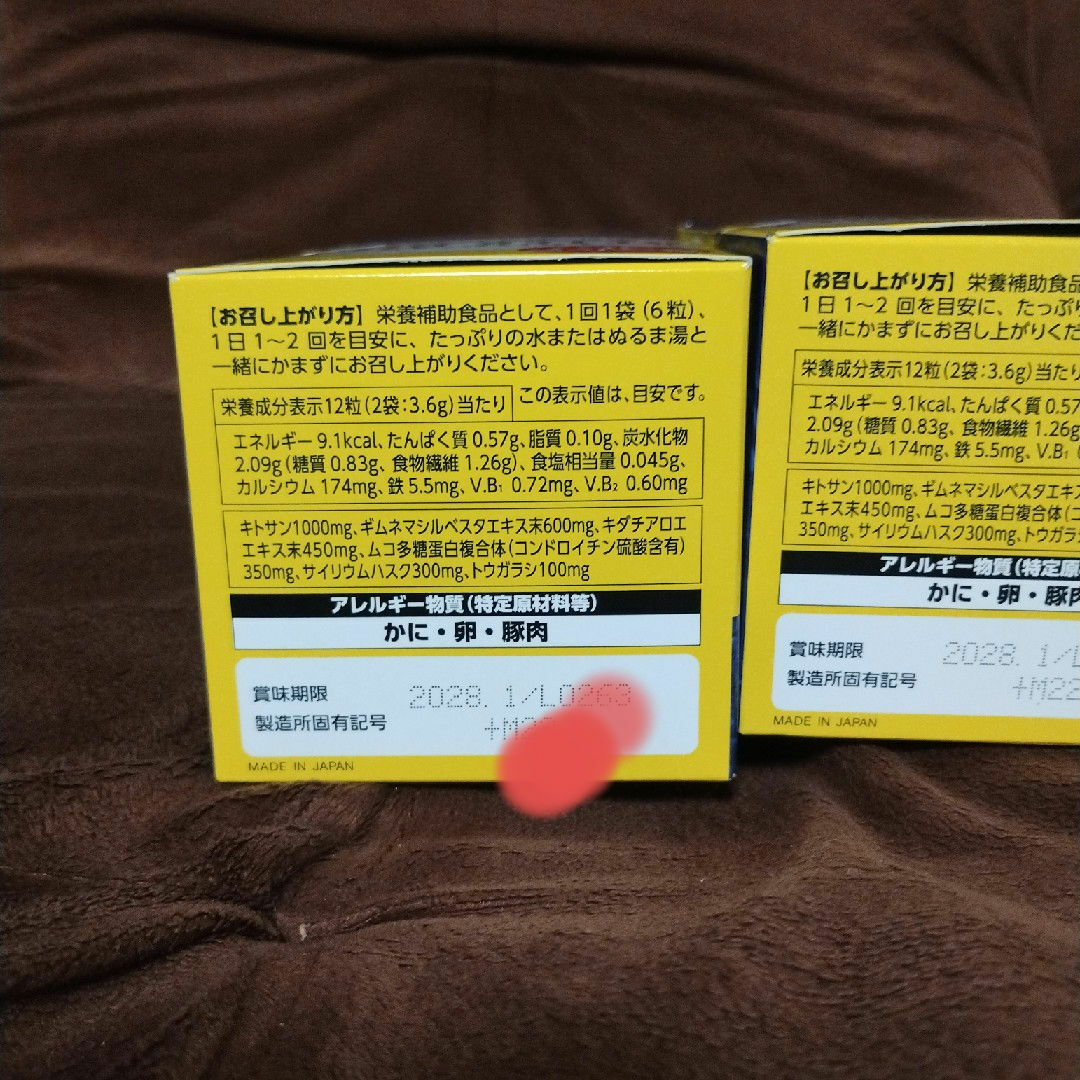 【お召し上がり方】栄養補助食品として、1回1袋(6粒)、
1日1〜2回を目安に、たっぷりの水またはぬるま湯と
一緒にかまずにお召し上がりください。
栄養成分表示12粒(2袋:3.6g)当たり この表示値は、目安です。
エネルギー9.1kcal、たんぱく質0.57g、脂質0.10g、炭水化物
2.09g(糖質0.83g、食物繊維1.26g)、食塩相当量0.045g、
カルシウム174mg、鉄5.5mg、V.B₁ 0.72mg、V.B₂ 0.60mg
キトサン1000mg、ギムネマシルベスタエキス末600mg、キダチアロエ
エキス末450mg、ムコ多糖蛋白複合体(コンドロイチン硫酸含有)
350mg、サイリウムハスク300mg、トウガラシ100mg
アレルギー物質(特定原材料等)
かに・卵・豚肉
賞味期限 2028. 1/L0263
製造所固有記号 +M2
MADE IN JAPAN
【お召し上がり方】栄養補助食品
1日1〜2回を目安に、たっぷり
一緒にかまずにお召し上がりくだ
栄養成分表示12粒(2袋:3.6g)当たり
エネルギー9.1kcal、たんぱく質0.57
2.09g(糖質0.83g、食物繊維1.26g
カルシウム174mg、鉄5.5mg、V.B₁
キトサン1000mg、ギムネマシルベスタエキス
エキス末450mg、ムコ多糖蛋白複合体(コ
350mg、サイリウムハスク300mg、トウガラシ
アレルギー物質(特定原
かに・卵・豚肉
賞味期限 2028. 1/L
製造所固有記号 +M22
MADE IN JAPAN